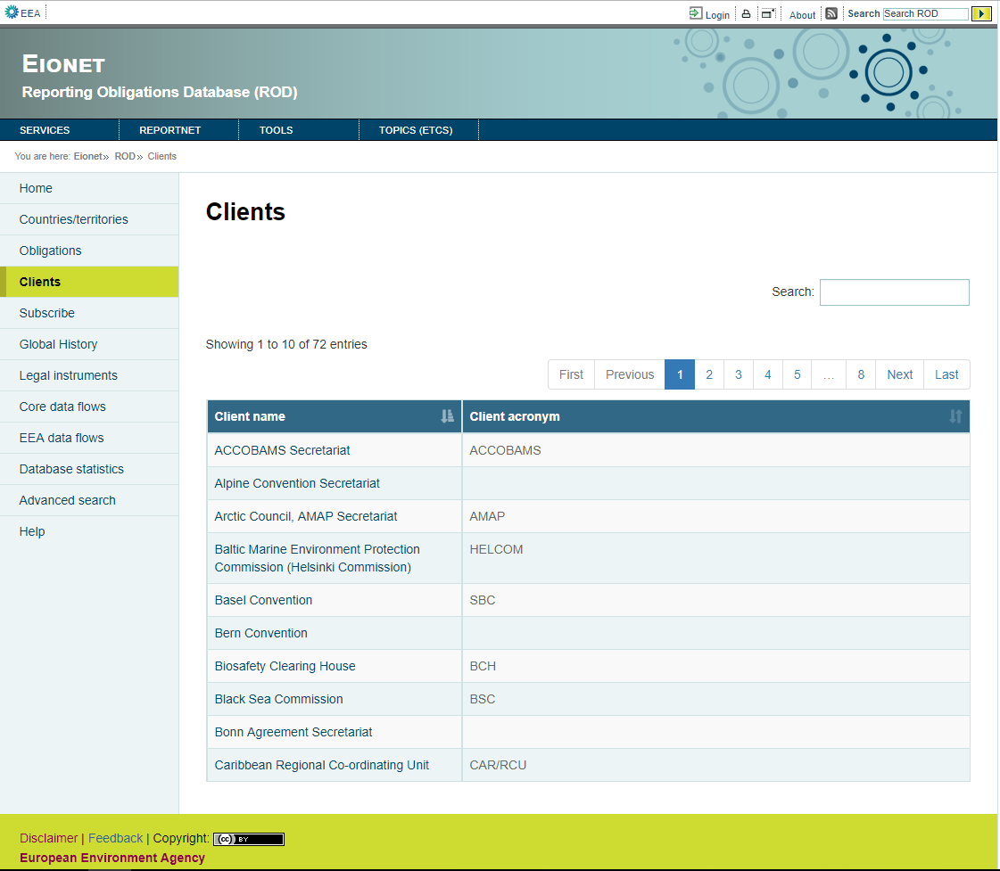 EEA
Login
About
Search Search ROD
EIONET
Reporting Obligations Database (ROD)
SERVICES REPORTNET TOOLS TOPICS (ETCS)
You are here: Eionet» ROD» Clients
Home
Countries/territories
Obligations
Clients
Subscribe
Global History
Legal instruments
Core data flows
EEA data flows
Database statistics
Advanced search
Help
Clients
Search:
Showing 1 to 10 of 72 entries
First Previous 1 2 3 4 5 … 8 Next Last
Client name Client acronym
ACCOBAMS Secretariat ACCOBAMS
Alpine Convention Secretariat
Arctic Council, AMAP Secretariat AMAP
Baltic Marine Environment Protection HELCOM
Commission (Helsinki Commission)
Basel Convention SBC
Bern Convention
Biosafety Clearing House BCH
Black Sea Commission BSC
Bonn Agreement Secretariat
Caribbean Regional Co-ordinating Unit CAR/RCU
Disclaimer | Feedback | Copyright: (cc) BY
European Environment Agency